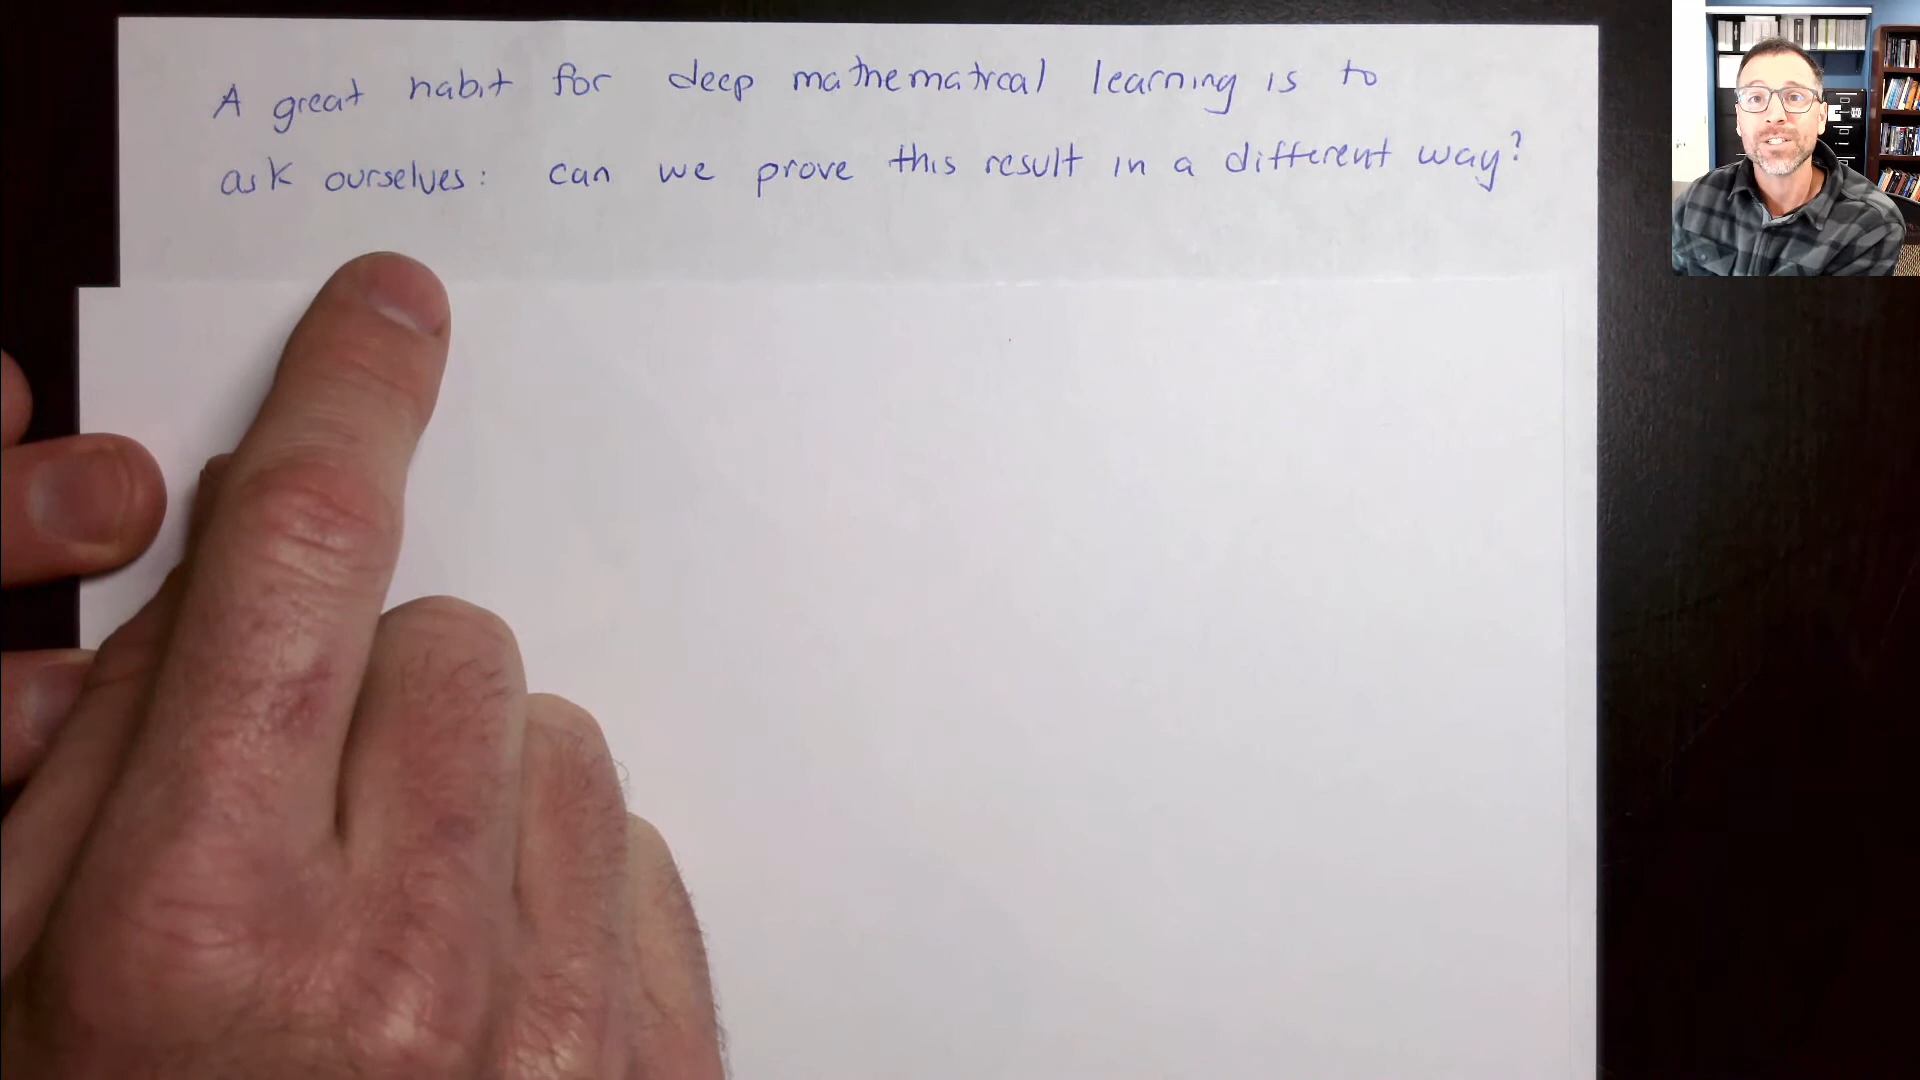 A great habit for deep mathematical learning is to
ask ourselves: can we prove this result in a different way?